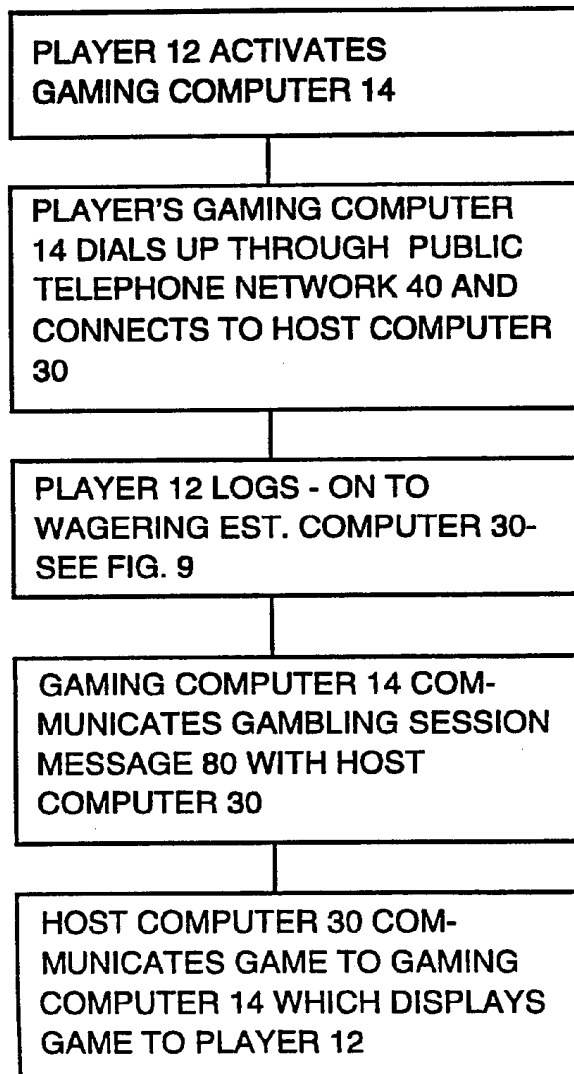 PLAYER 12 ACTIVATES
GAMING COMPUTER 14
PLAYER'S GAMING COMPUTER
14 DIALS UP THROUGH PUBLIC
TELEPHONE NETWORK 40 AND
CONNECTS TO HOST COMPUTER
30
PLAYER 12 LOGS - ON TO
WAGERING EST. COMPUTER 30-
SEE FIG. 9
GAMING COMPUTER 14 COM-
MUNICATES GAMBLING SESSION
MESSAGE 80 WITH HOST
COMPUTER 30
HOST COMPUTER 30 COM-
MUNICATES GAME TO GAMING
COMPUTER 14 WHICH DISPLAYS
GAME TO PLAYER 12